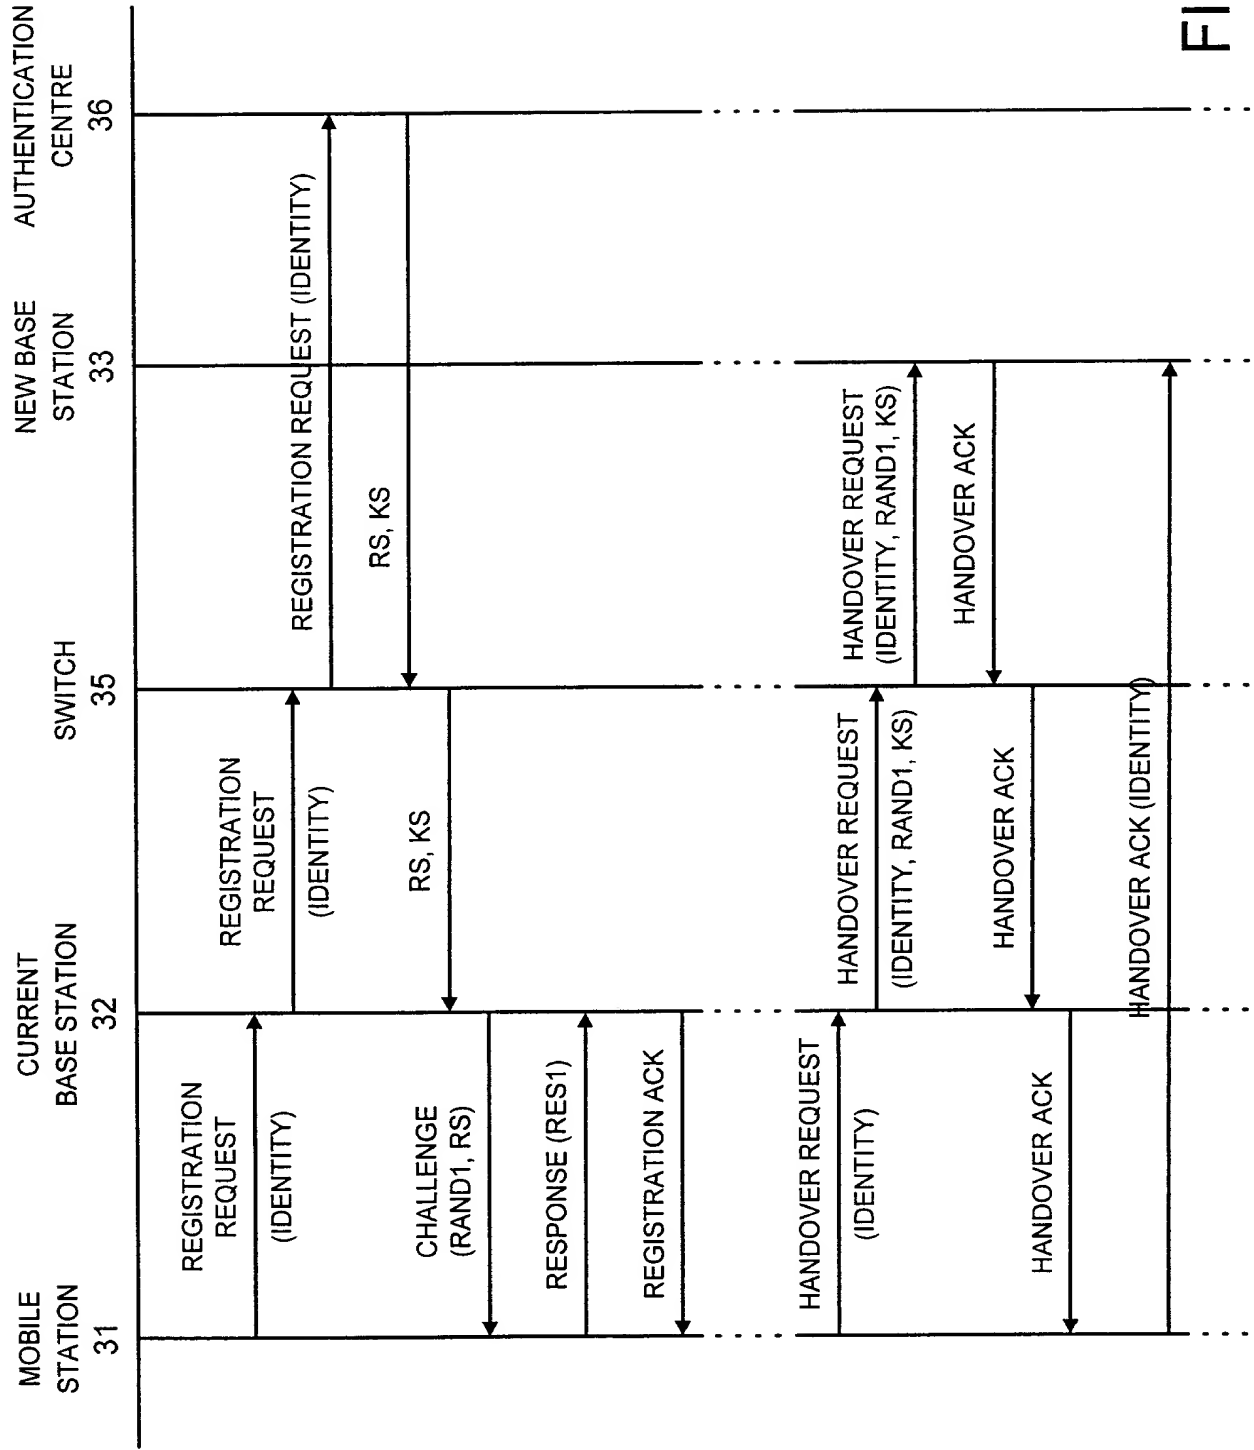 MOBILE
STATION
31
CURRENT
BASE STATION
32
SWITCH
35
NEW BASE
STATION
33
AUTHENTICATION
CENTRE
36
REGISTRATION
REQUEST
(IDENTITY)
REGISTRATION
REQUEST
(IDENTITY)
REGISTRATION REQUEST (IDENTITY)
RS, KS
RS, KS
CHALLENGE
(RAND1, RS)
RESPONSE (RES1)
REGISTRATION ACK
HANDOVER REQUEST
(IDENTITY)
HANDOVER REQUEST
(IDENTITY, RAND1, KS)
HANDOVER REQUEST
(IDENTITY, RAND1, KS)
HANDOVER ACK
HANDOVER ACK
HANDOVER ACK
HANDOVER ACK (IDENTITY)